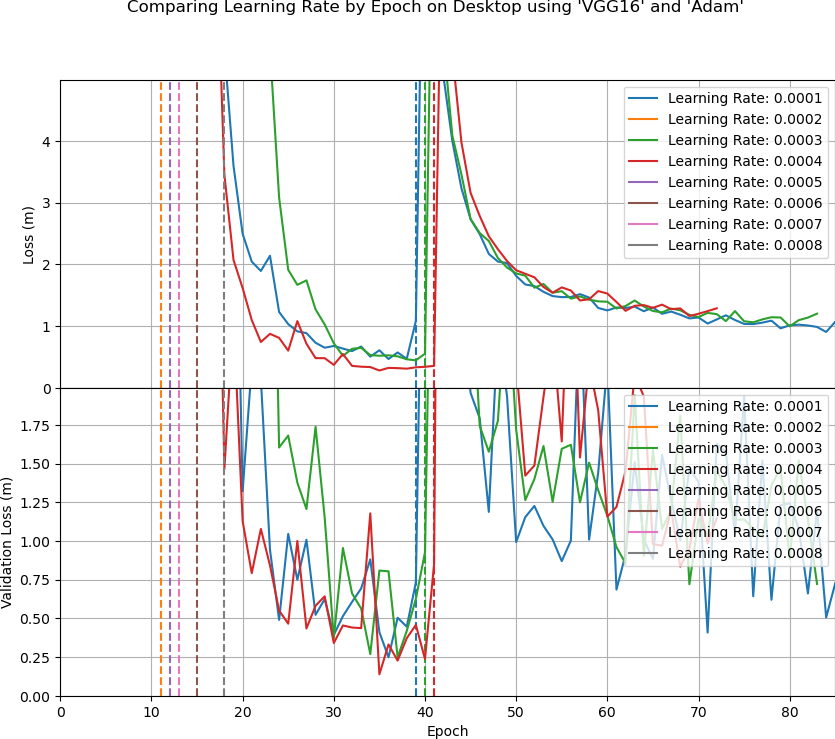 Comparing Learning Rate by Epoch on Desktop using 'VGG16' and 'Adam'
Loss (m)
4
3
2
1
0
Learning Rate: 0.0001
Learning Rate: 0.0002
Learning Rate: 0.0003
Learning Rate: 0.0004
Learning Rate: 0.0005
Learning Rate: 0.0006
Learning Rate: 0.0007
Learning Rate: 0.0008
Validation Loss (m)
1.75
1.50
1.25
1.00
0.75
0.50
0.25
0.00
Learning Rate: 0.0001
Learning Rate: 0.0002
Learning Rate: 0.0003
Learning Rate: 0.0004
Learning Rate: 0.0005
Learning Rate: 0.0006
Learning Rate: 0.0007
Learning Rate: 0.0008
0 10 20 30 40 50 60 70 80
Epoch